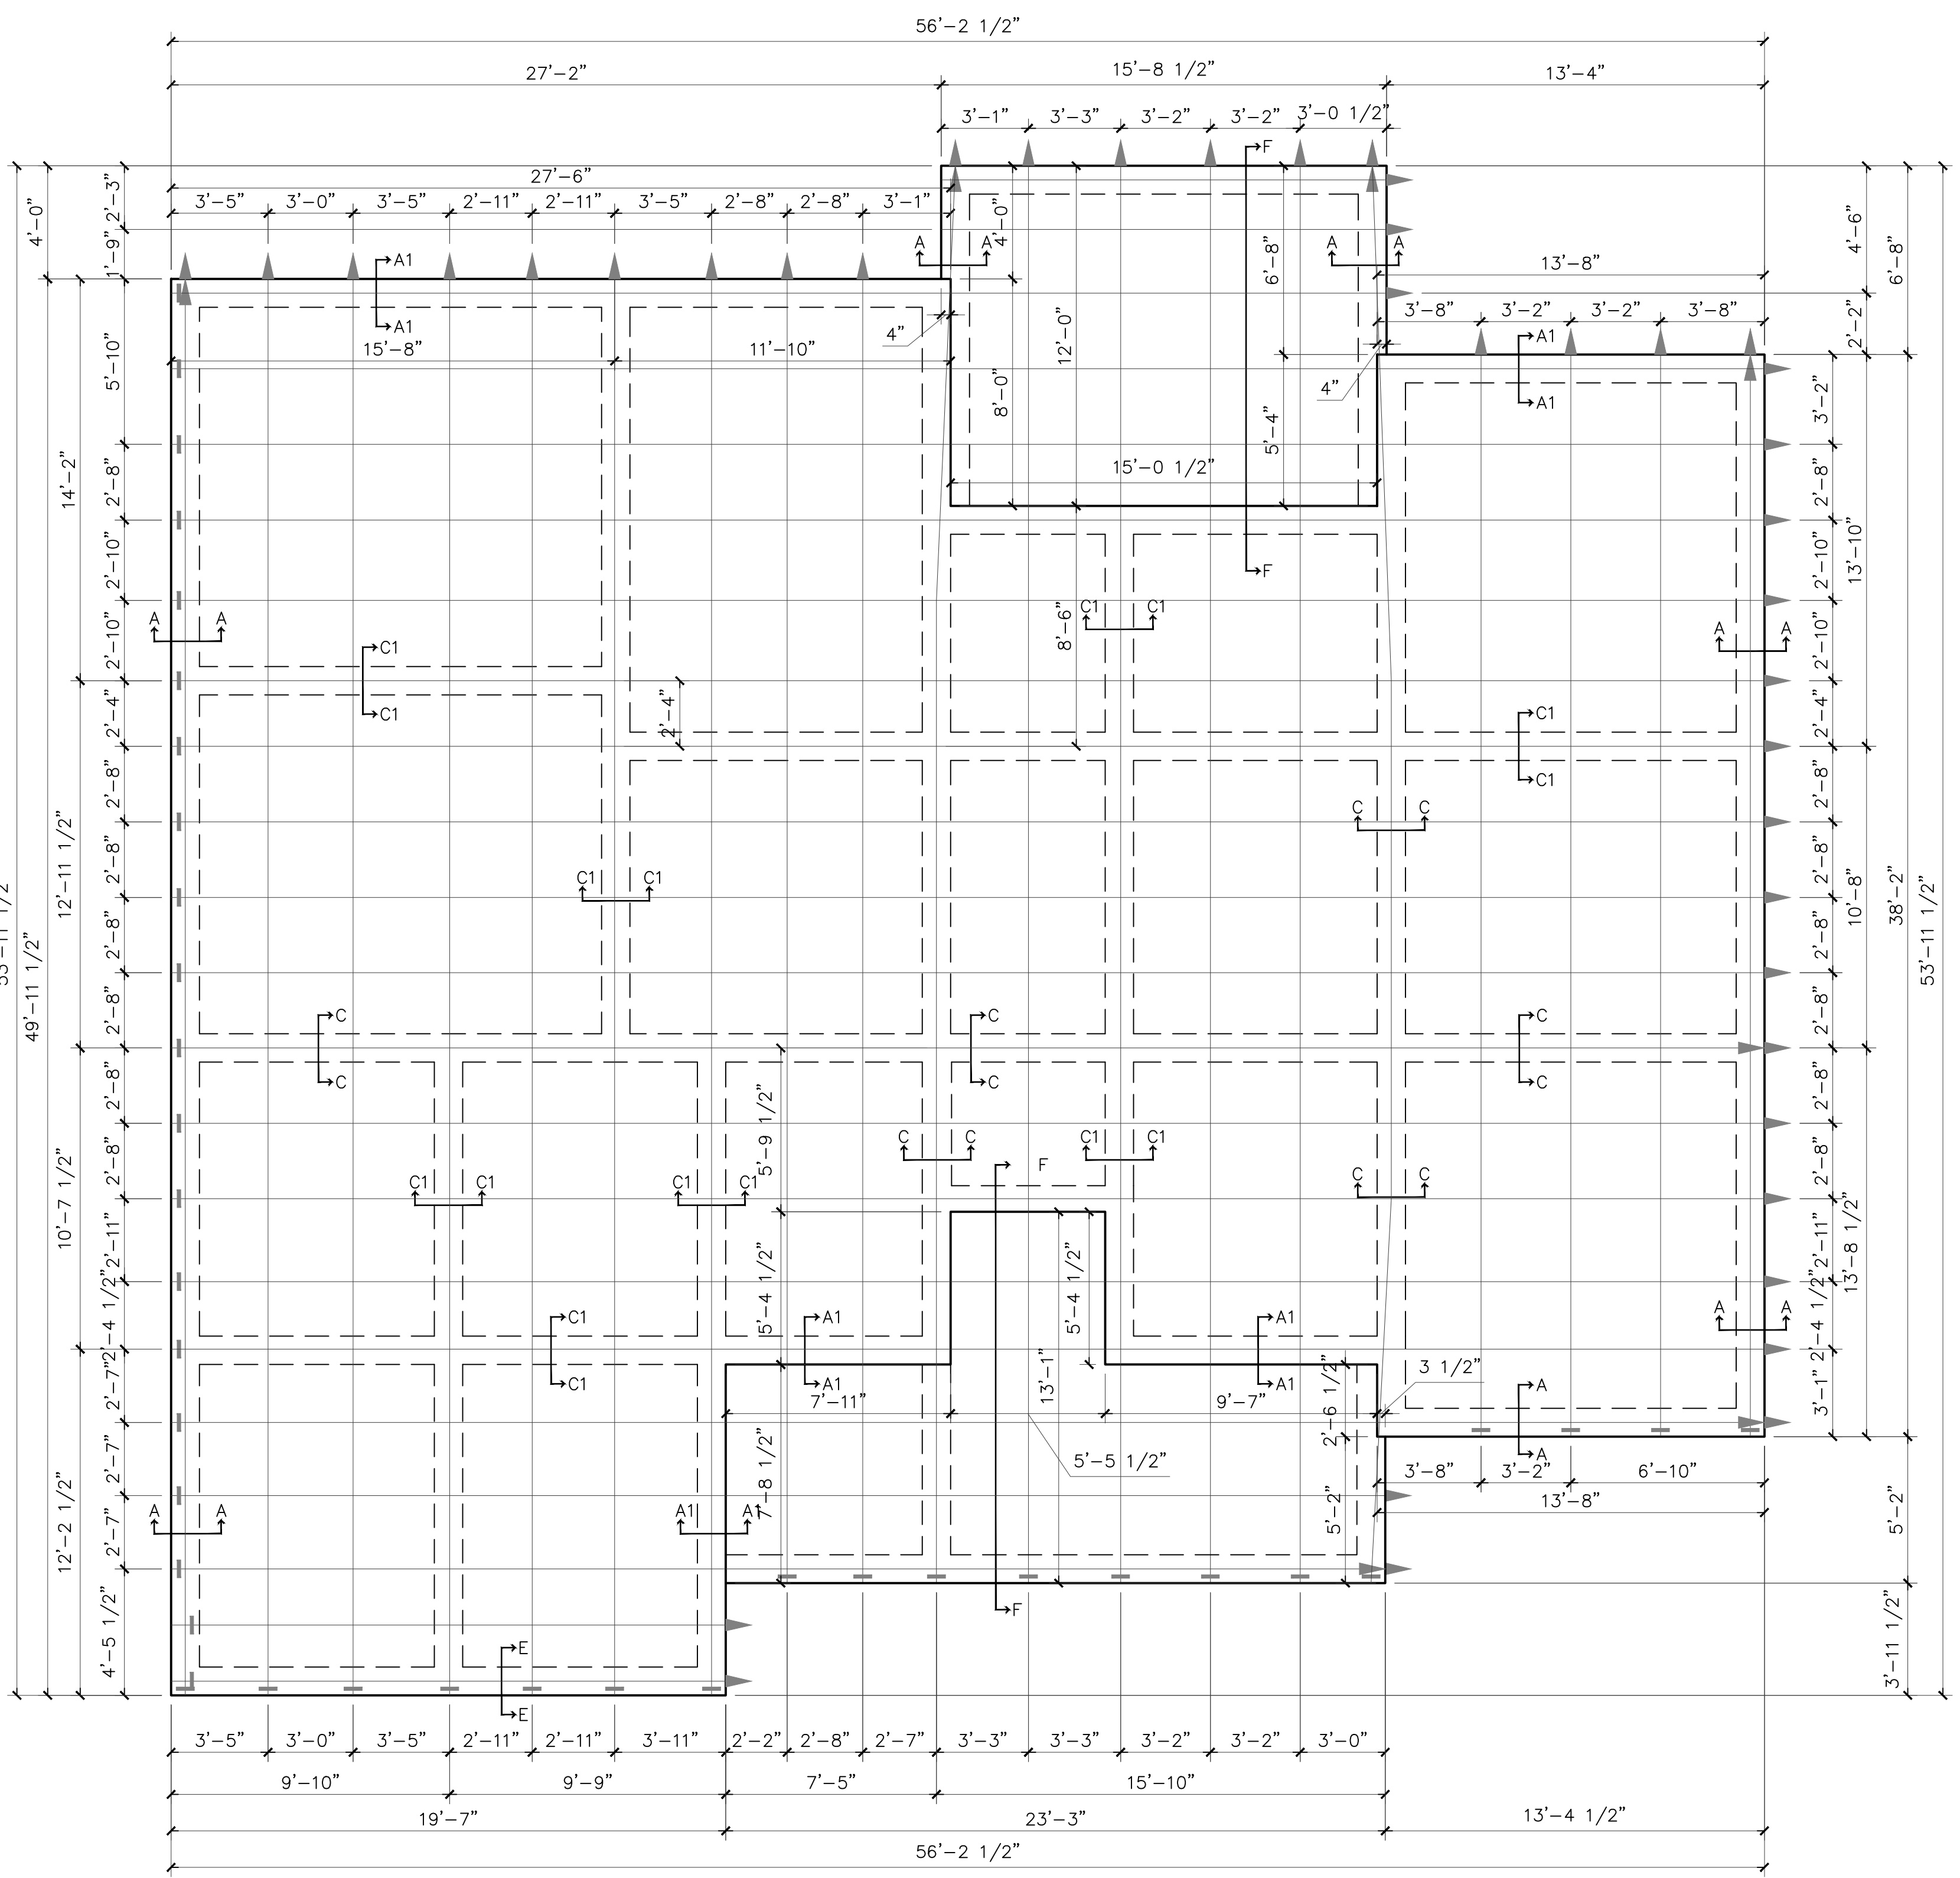 56'-2 1/2"
27'-2" 15'-8 1/2" 13'-4"
3'-1" 3'-3" 3'-2" 3'-2" 3'-0 1/2"
27'-6"
3'-5" 3'-0" 3'-5" 2'-11" 2'-11" 3'-5" 2'-8" 2'-8" 3'-1"
F
4'-0"
2'-3"
1'-9"
4'-0"
6'-8"
4'-6"
6'-8"
2'-2"
A A A A
A1
A1
13'-8"
3'-8" 3'-2" 3'-2" 3'-8"
4"
4"
15'-8" 11'-10"
A1
A1
5'-10"
12'-0"
8'-0"
5'-4"
3'-2"
14'-2"
2'-8"
15'-0 1/2"
2'-8"
2'-10"
2'-10"
13'-10"
F
8'-6"
C1 C1
A A
A A
2'-10"
2'-10"
C1
C1
2'-4"
2'-4"
2'-4"
C1
C1
2'-8"
2'-8"
12'-11 1/2"
C C
2'-8"
2'-8"
C1 C1
10'-8"
38'-2"
49'-11 1/2"
53'-11 1/2"
2'-8"
2'-8"
2'-8"
2'-8"
C
C
C
C
C
C
2'-8"
2'-8"
5'-9 1/2"
C C
C1 C1
F
2'-8"
2'-8"
C1 C1
C1 C1
C C
10'-7 1/2"
2'-11"
2'-11"
13'-8 1/2"
5'-4 1/2"
5'-4 1/2"
2'-4 1/2"
2'-4 1/2"
C1
C1
A1
A1
A1
A1
A A
13'-1"
3 1/2"
7'-11" 9'-7"
2'-6 1/2"
2'-7"
3'-1"
A
A
5'-5 1/2"
7'-8 1/2"
2'-7"
3'-8" 3'-2" 6'-10"
13'-8"
12'-2 1/2"
A A
A1 A1
2'-7"
5'-2"
5'-2"
F
4'-5 1/2"
3'-11 1/2"
E
E
3'-5" 3'-0" 3'-5" 2'-11" 2'-11" 3'-11" 2'-2" 2'-8" 2'-7" 3'-3" 3'-3" 3'-2" 3'-2" 3'-0"
9'-10" 9'-9" 7'-5" 15'-10"
19'-7" 23'-3" 13'-4 1/2"
56'-2 1/2"